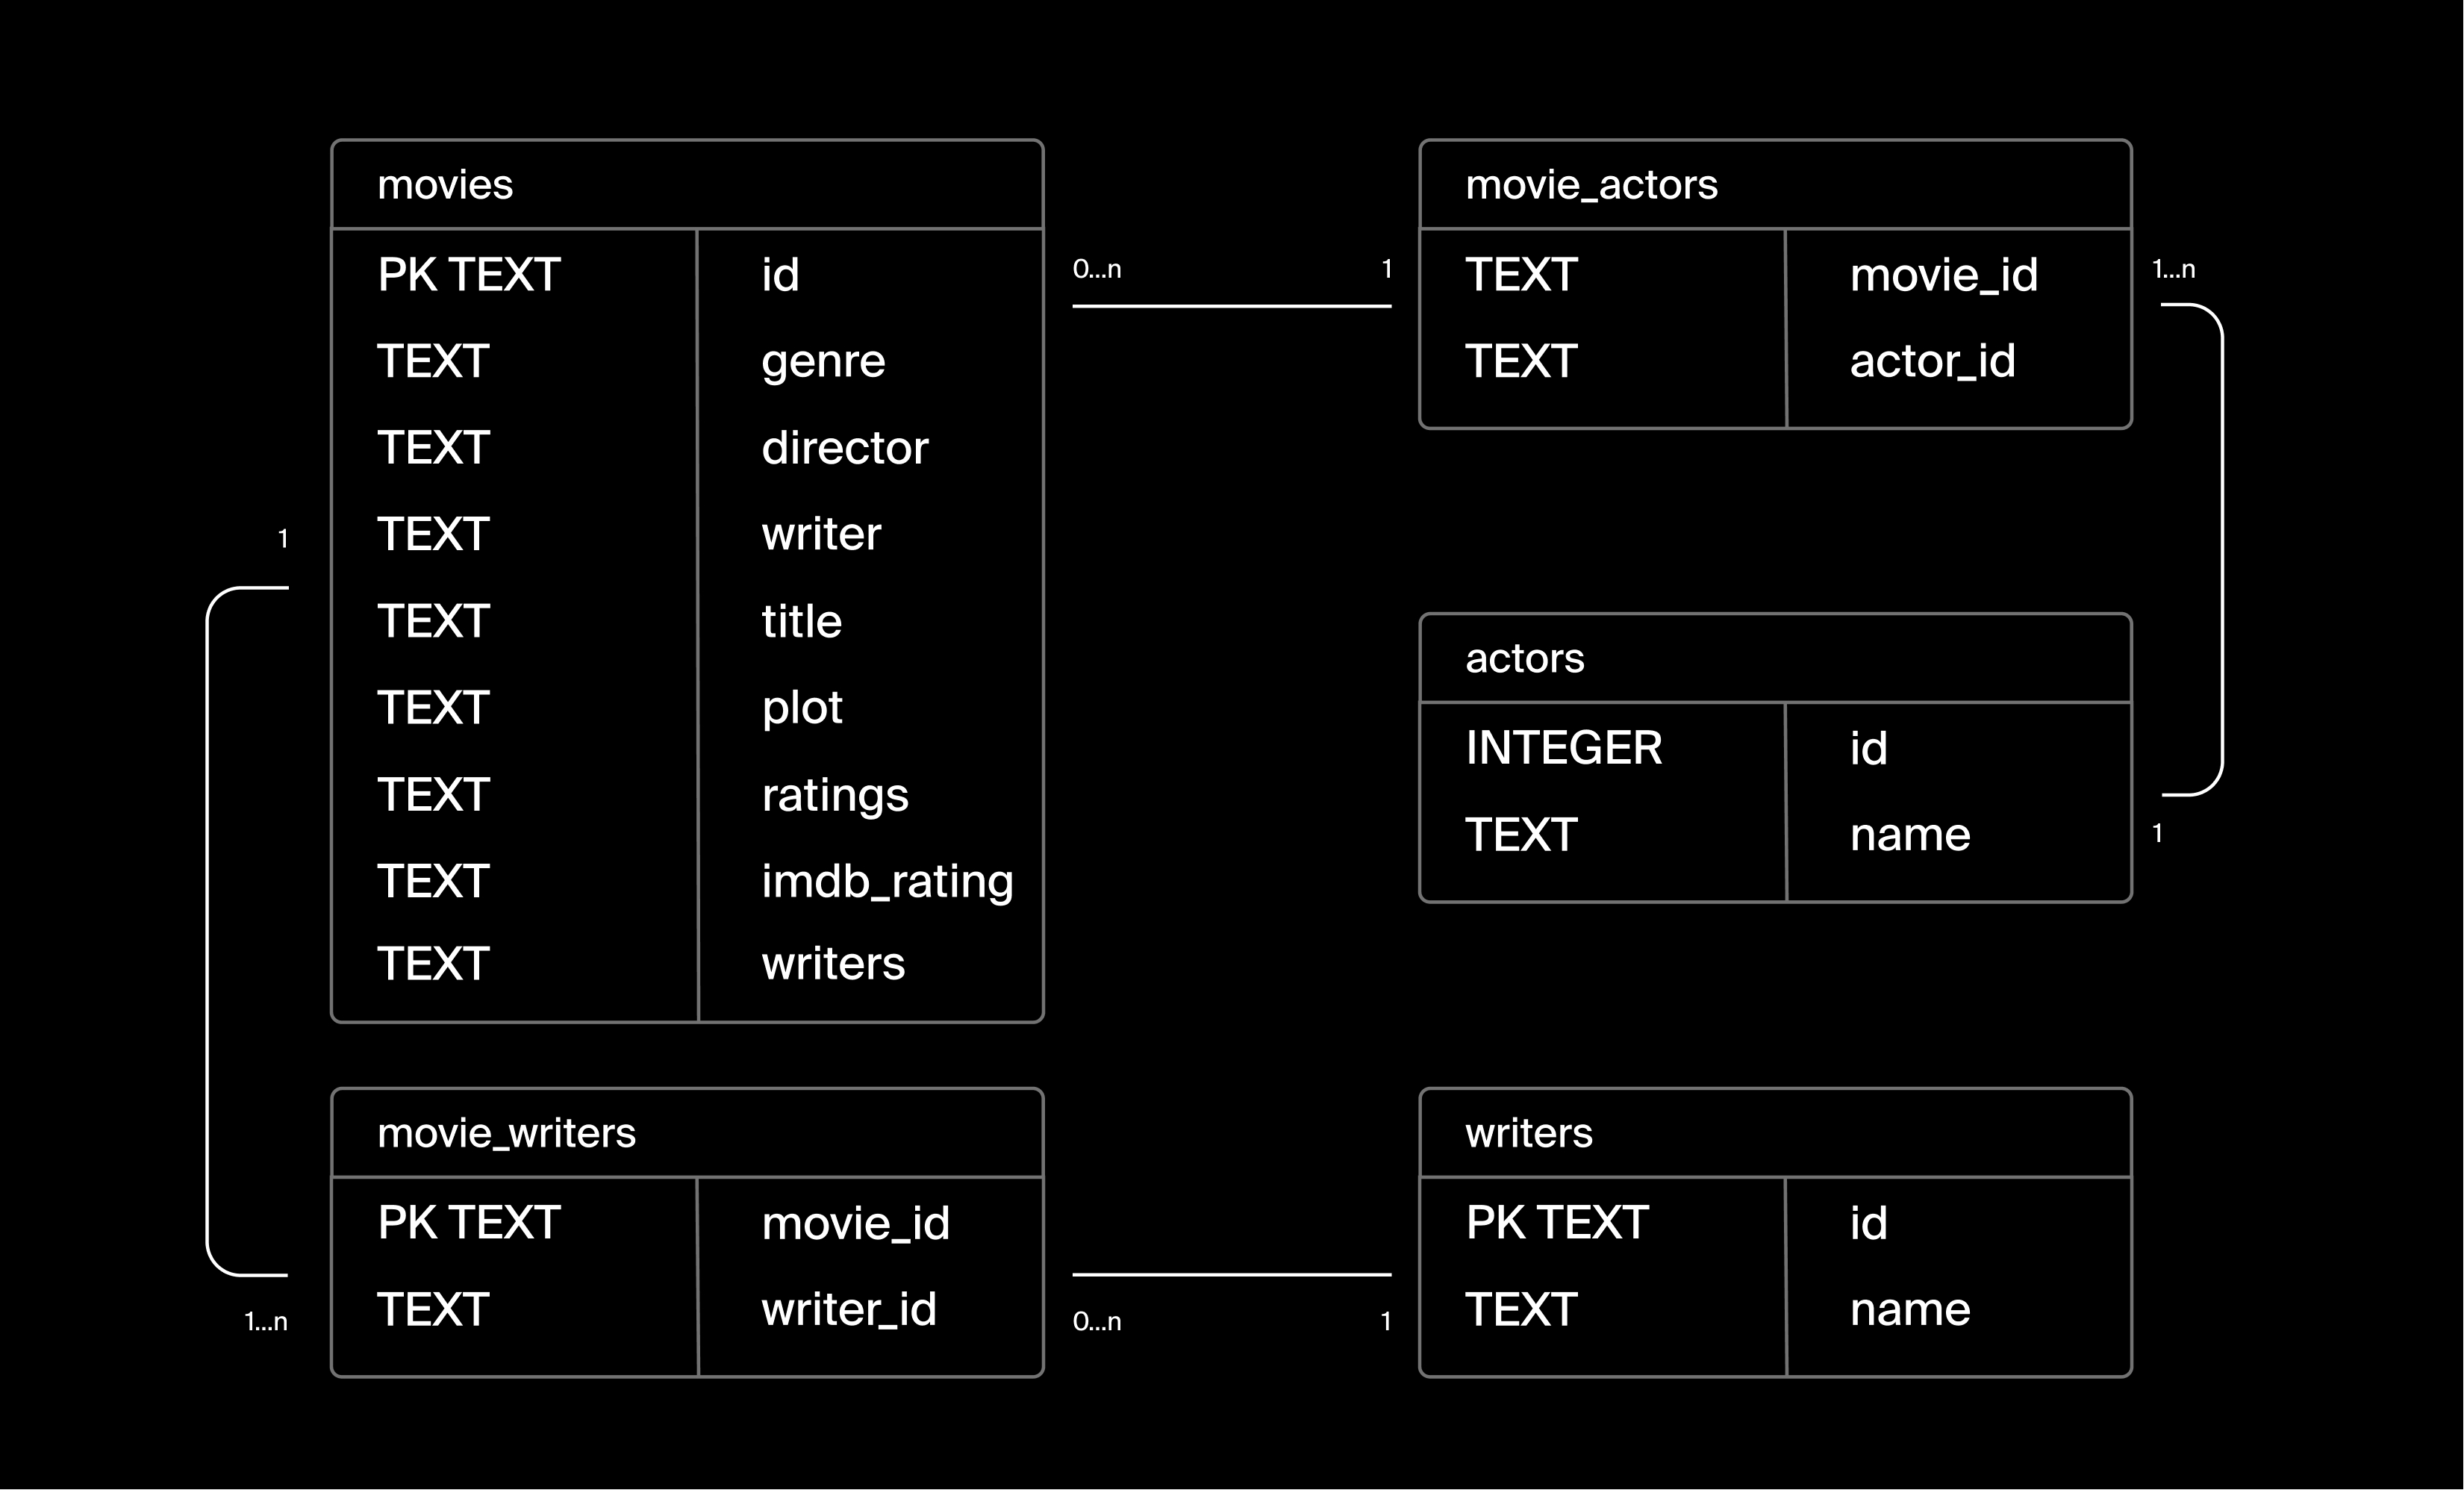 movies
PK TEXT id
TEXT genre
TEXT director
TEXT writer
TEXT title
TEXT plot
TEXT ratings
TEXT imdb_rating
TEXT writers
0...n 1
movie_actors
TEXT movie_id
TEXT actor_id
1...n
actors
INTEGER id
TEXT name
1
1
1...n
movie_writers
PK TEXT movie_id
TEXT writer_id
0...n 1
writers
PK TEXT id
TEXT name